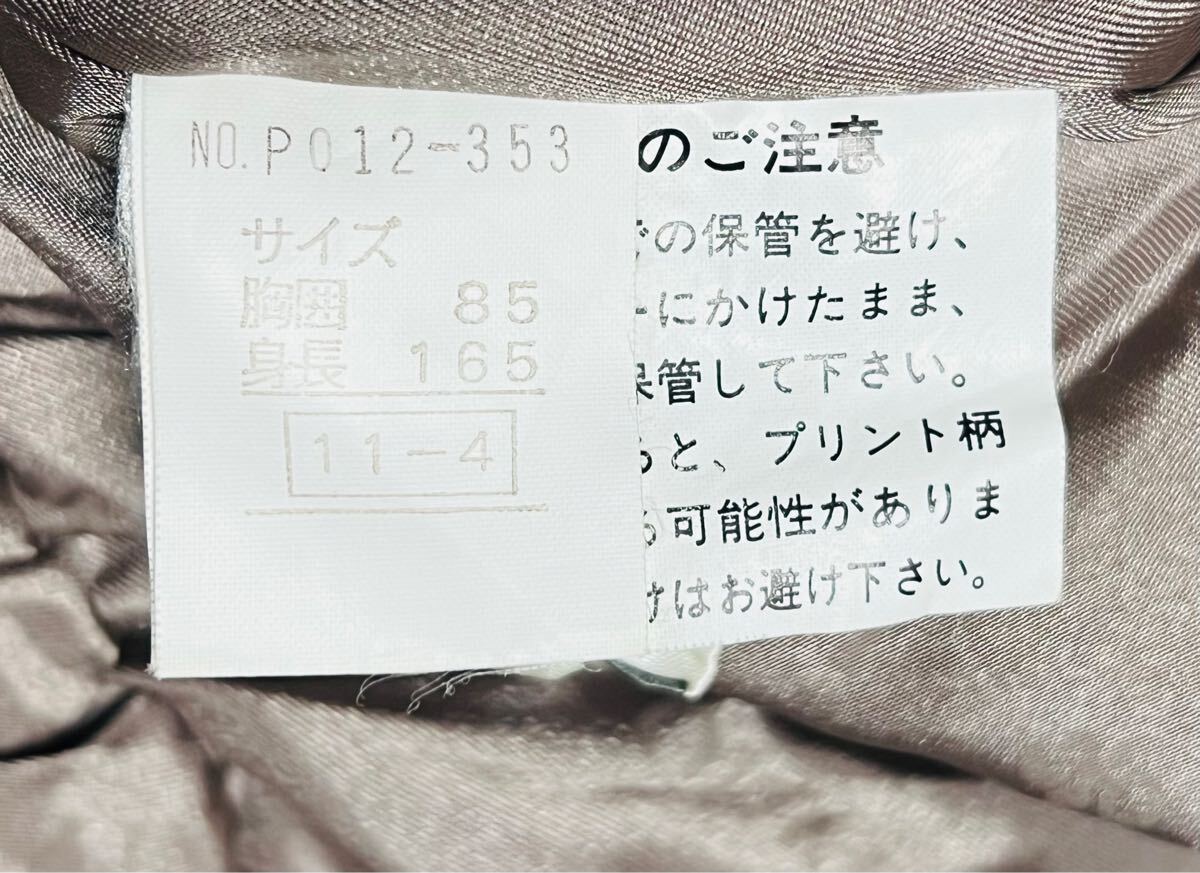 NO.P012-353
サイズ
胸囲 85
身長 165
11-4
のご注意
の保管を避け、
にかけたまま、
保管して下さい。
と、プリント柄
る可能性がありま
けはお避け下さい。